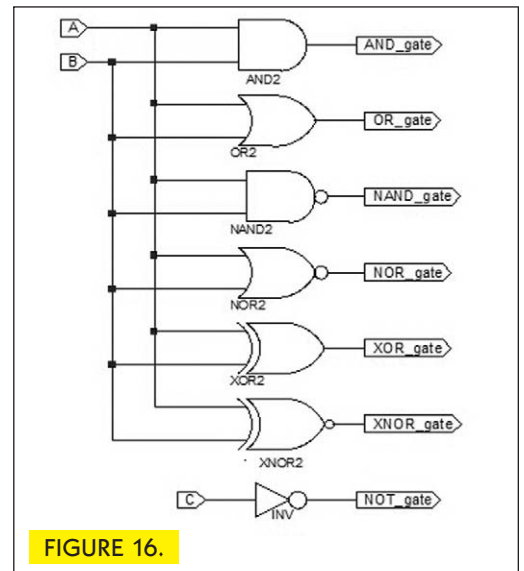 A
B
AND_gate
AND2
OR_gate
OR2
NAND_gate
NAND2
NOR_gate
NOR2
XOR_gate
XOR2
XNOR_gate
XNOR2
C
NOT_gate
INV
FIGURE 16.